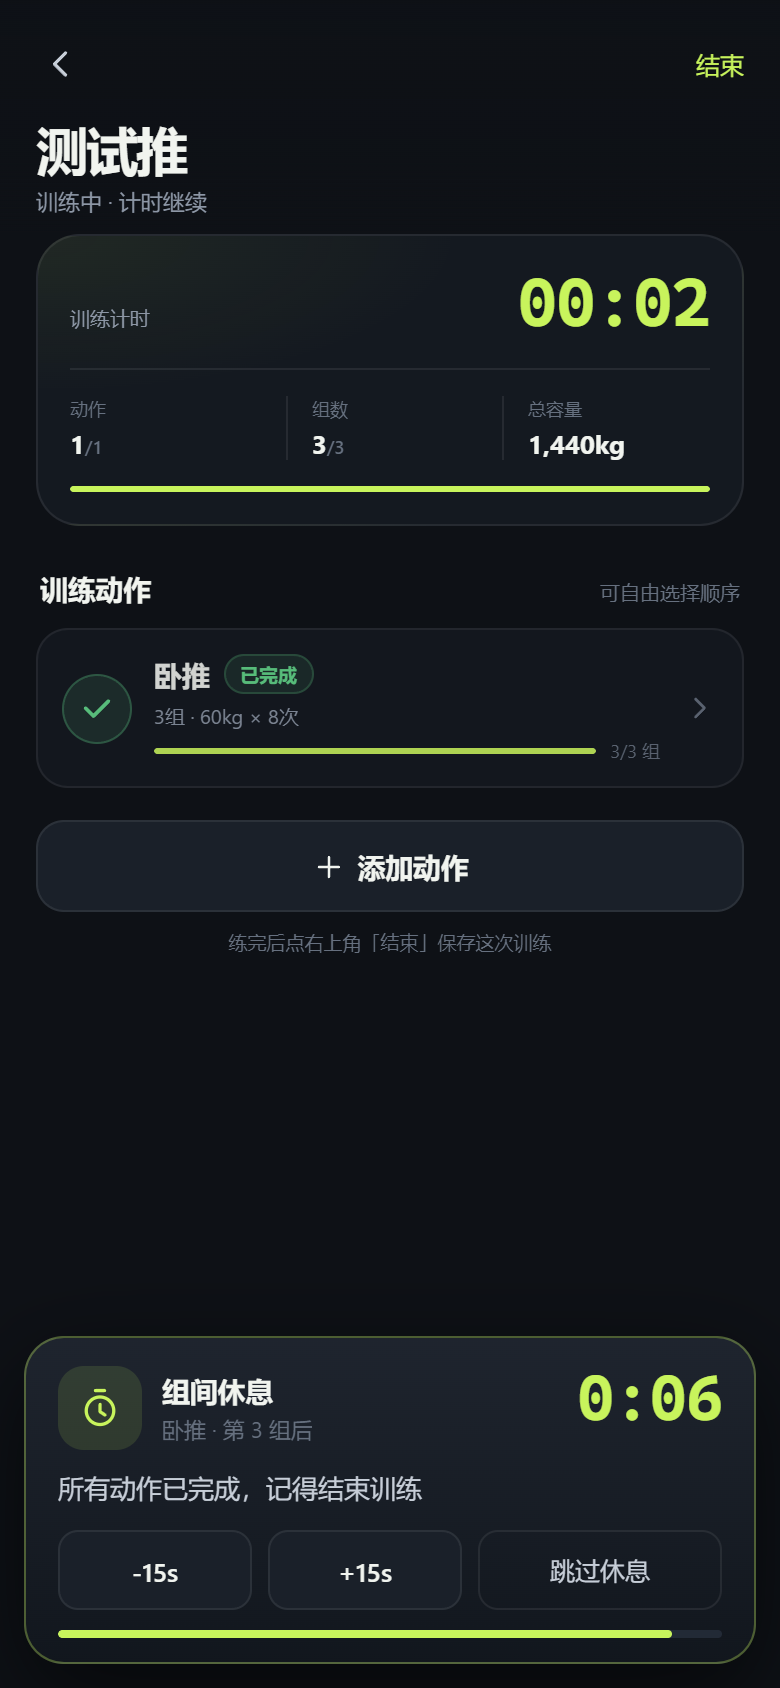 结束
测试推
训练中 · 计时继续
训练计时
00:02
动作
组数
总容量
1/1
3/3
1,440kg
训练动作
可自由选择顺序
卧推
已完成
3组 · 60kg × 8次
3/3 组
+ 添加动作
练完后点右上角「结束」保存这次训练
组间休息
0:06
卧推 · 第 3 组后
所有动作已完成，记得结束训练
-15s
+15s
跳过休息